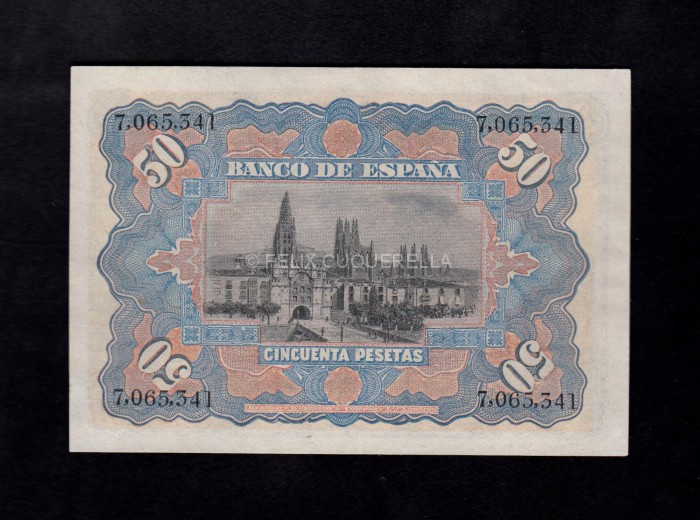 7,065,341 7,065,341
50 50
BANCO DE ESPAÑA
© FELIX CUQUERELLA
CINCUENTA PESETAS
50 50
7,065,341 7,065,341